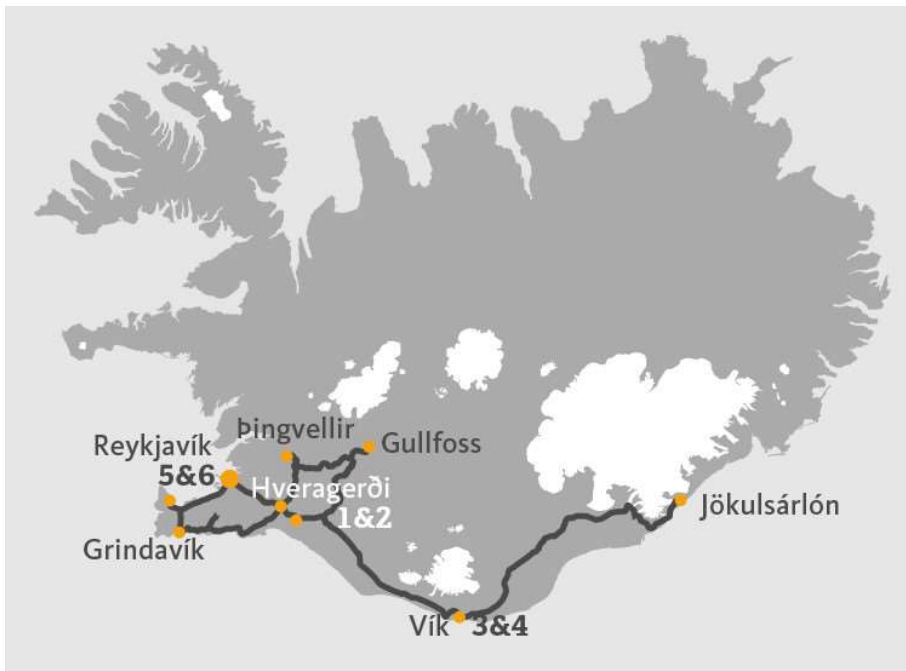 Þingvellir
Reykjavík
Gullfoss
5&6
Hveragerði
1&2
Jökulsárlón
Grindavík
Vík 3&4